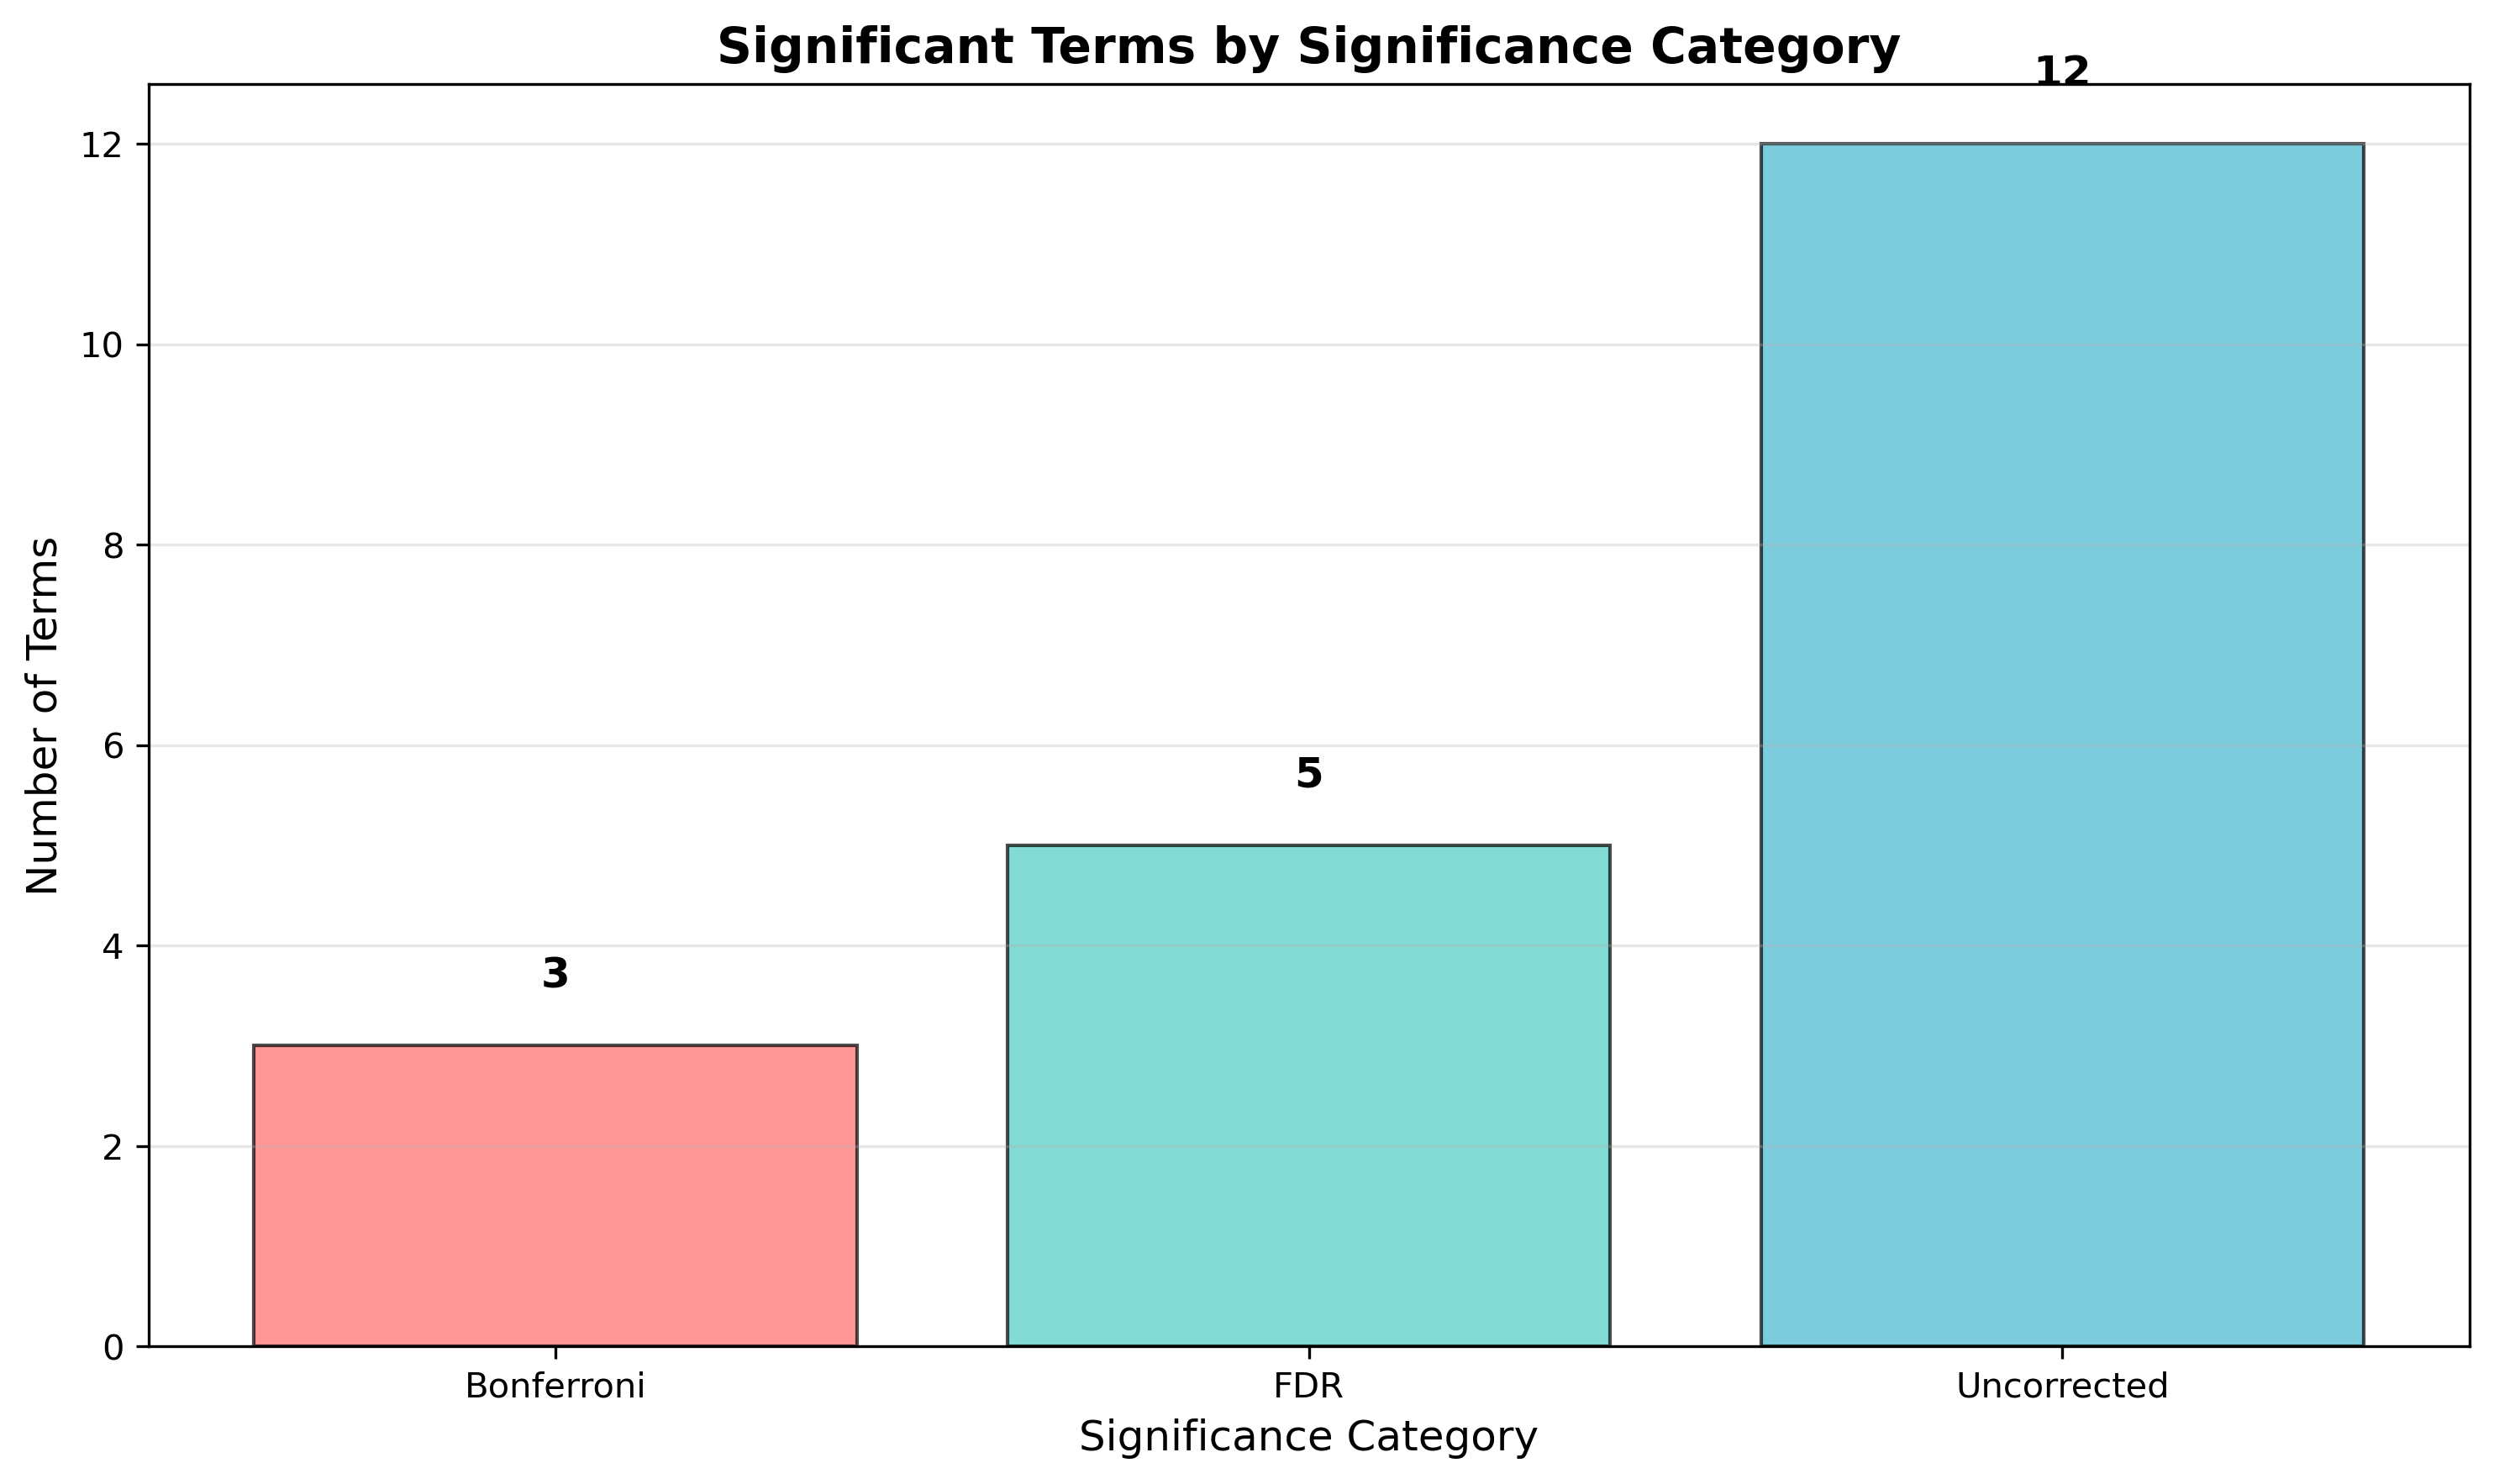 Significant Terms by Significance Category
12
12
10
8
6
4
2
0
Number of Terms
3
5
Bonferroni
FDR
Uncorrected
Significance Category